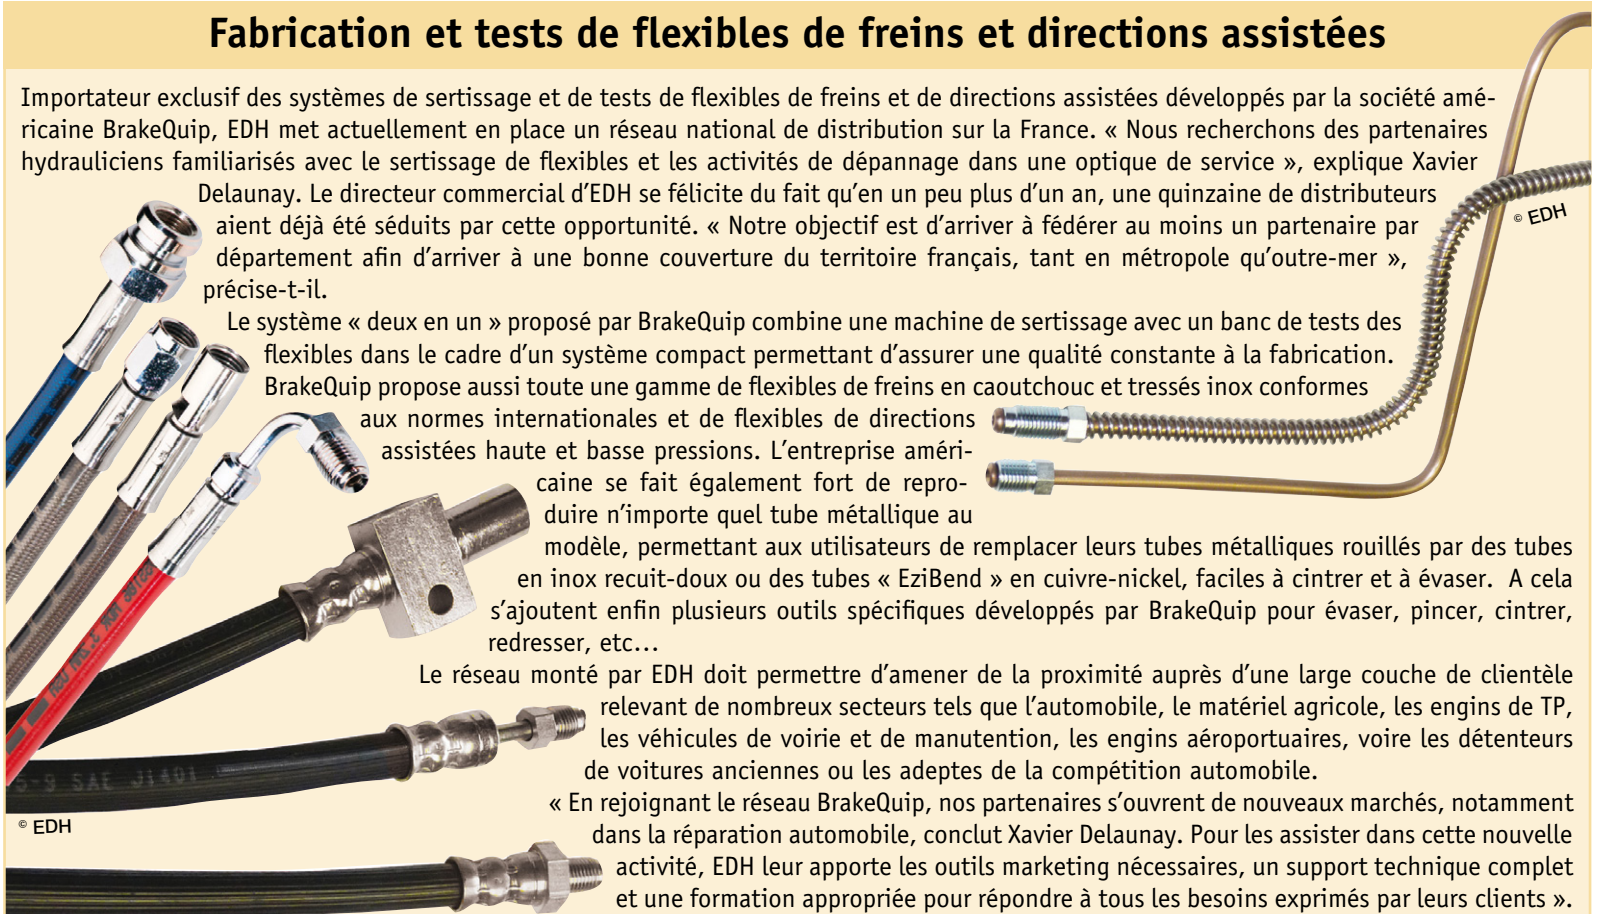 Fabrication et tests de flexibles de freins et directions assistées
Importateur exclusif des systèmes de sertissage et de tests de flexibles de freins et de directions assistées développés par la société amé-
ricaine BrakeQuip, EDH met actuellement en place un réseau national de distribution sur la France. « Nous recherchons des partenaires
hydrauliciens familiarisés avec le sertissage de flexibles et les activités de dépannage dans une optique de service », explique Xavier
Delaunay. Le directeur commercial d’EDH se félicite du fait qu’en un peu plus d’un an, une quinzaine de distributeurs
aient déjà été séduits par cette opportunité. « Notre objectif est d’arriver à fédérer au moins un partenaire par
département afin d’arriver à une bonne couverture du territoire français, tant en métropole qu’outre-mer »,
précise-t-il.
© EDH
Le système « deux en un » proposé par BrakeQuip combine une machine de sertissage avec un banc de tests des
flexibles dans le cadre d’un système compact permettant d’assurer une qualité constante à la fabrication.
BrakeQuip propose aussi toute une gamme de flexibles de freins en caoutchouc et tressés inox conformes
aux normes internationales et de flexibles de directions
assistées haute et basse pressions. L’entreprise améri-
caine se fait également fort de repro-
duire n’importe quel tube métallique au
modèle, permettant aux utilisateurs de remplacer leurs tubes métalliques rouillés par des tubes
en inox recuit-doux ou des tubes « EziBend » en cuivre-nickel, faciles à cintrer et à évaser. A cela
s’ajoutent enfin plusieurs outils spécifiques développés par BrakeQuip pour évaser, pincer, cintrer,
redresser, etc…
Le réseau monté par EDH doit permettre d’amener de la proximité auprès d’une large couche de clientèle
relevant de nombreux secteurs tels que l’automobile, le matériel agricole, les engins de TP,
les véhicules de voirie et de manutention, les engins aéroportuaires, voire les détenteurs
de voitures anciennes ou les adeptes de la compétition automobile.
« En rejoignant le réseau BrakeQuip, nos partenaires s’ouvrent de nouveaux marchés, notamment
dans la réparation automobile, conclut Xavier Delaunay. Pour les assister dans cette nouvelle
activité, EDH leur apporte les outils marketing nécessaires, un support technique complet
et une formation appropriée pour répondre à tous les besoins exprimés par leurs clients ».
SAE J1401
© EDH